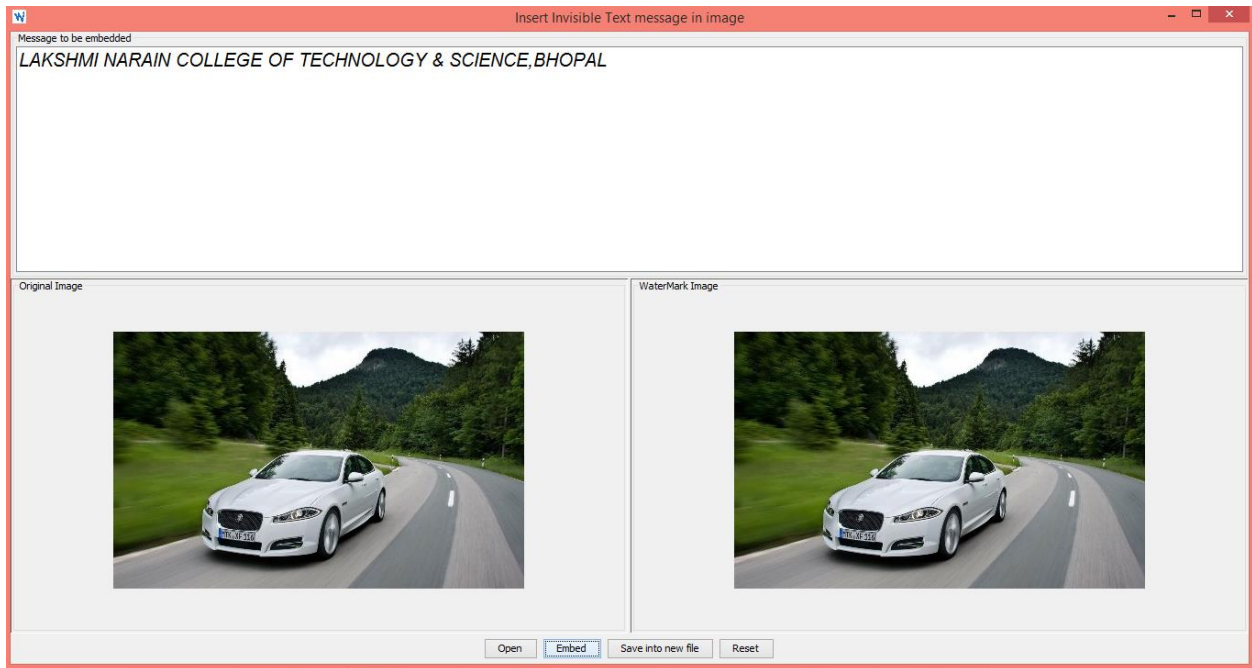 Insert Invisible Text message in image
Message to be embedded
LAKSHMI NARAIN COLLEGE OF TECHNOLOGY & SCIENCE,BHOPAL
Original Image
WaterMark Image
Open Embed Save into new file Reset